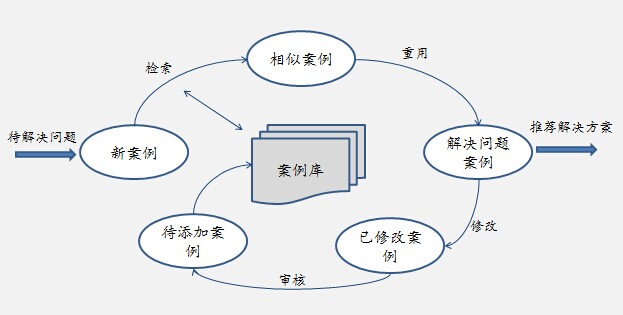 相似案例
检索
重用
待解决问题
新案例
案例库
解决问题
案例
推荐解决方案
修改
待添加案
例
已修改案
例
审核